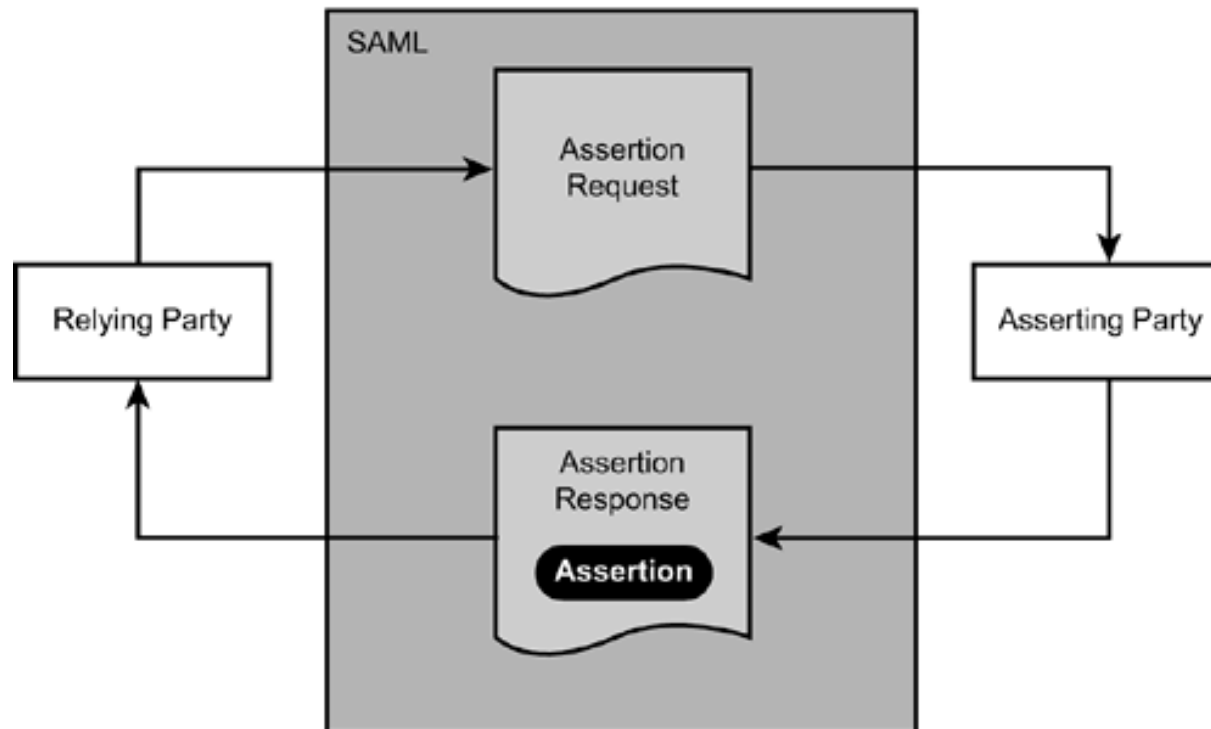 SAML
Assertion
Request
Relying Party
Asserting Party
Assertion
Response
Assertion